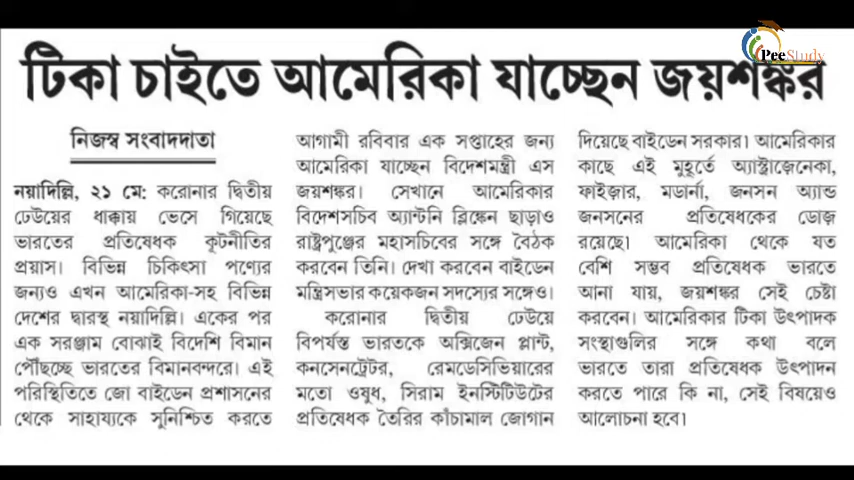 PeeStudy
টিকা চাইতে আমেরিকা যাচ্ছেন জয়শঙ্কর
নিজস্ব সংবাদদাতা
নয়াদিল্লি, ২১ মে: করোনার দ্বিতীয়
ঢেউয়ের ধাক্কায় ভেসে গিয়েছে
ভারতের প্রতিষেধক কূটনীতির
প্রয়াস। বিভিন্ন চিকিৎসা পণ্যের
জন্যও এখন আমেরিকা-সহ বিভিন্ন
দেশের দ্বারস্থ নয়াদিল্লি। একের পর
এক সরঞ্জাম বোঝাই বিদেশি বিমান
পৌঁছচ্ছে ভারতের বিমানবন্দরে। এই
পরিস্থিতিতে জো বাইডেন প্রশাসনের
থেকে সাহায্যকে সুনিশ্চিত করতে
আগামী রবিবার এক সপ্তাহের জন্য
আমেরিকা যাচ্ছেন বিদেশমন্ত্রী এস
জয়শঙ্কর। সেখানে আমেরিকার
বিদেশসচিব অ্যান্টনি ব্লিঙ্কেন ছাড়াও
রাষ্ট্রপুঞ্জের মহাসচিবের সঙ্গে বৈঠক
করবেন তিনি। দেখা করবেন বাইডেন
মন্ত্রিসভার কয়েকজন সদস্যের সঙ্গেও।
করোনার দ্বিতীয় ঢেউয়ে
বিপর্যস্ত ভারতকে অক্সিজেন প্লান্ট,
কনসেনট্রেটর, রেমডেসিভিয়ারের
মতো ওষুধ, সিরাম ইনস্টিটিউটের
প্রতিষেধক তৈরির কাঁচামাল জোগান
দিয়েছে বাইডেন সরকার। আমেরিকার
কাছে এই মুহূর্তে অ্যাস্ট্রাজ়েনেকা,
ফাইজ়ার, মডার্না, জনসন অ্যান্ড
জনসনের প্রতিষেধকের ডোজ়
রয়েছে। আমেরিকা থেকে যত
বেশি সম্ভব প্রতিষেধক ভারতে
আনা যায়, জয়শঙ্কর সেই চেষ্টা
করবেন। আমেরিকার টিকা উৎপাদক
সংস্থাগুলির সঙ্গে কথা বলে
ভারতে তারা প্রতিষেধক উৎপাদন
করতে পারে কি না, সেই বিষয়েও
আলোচনা হবে।